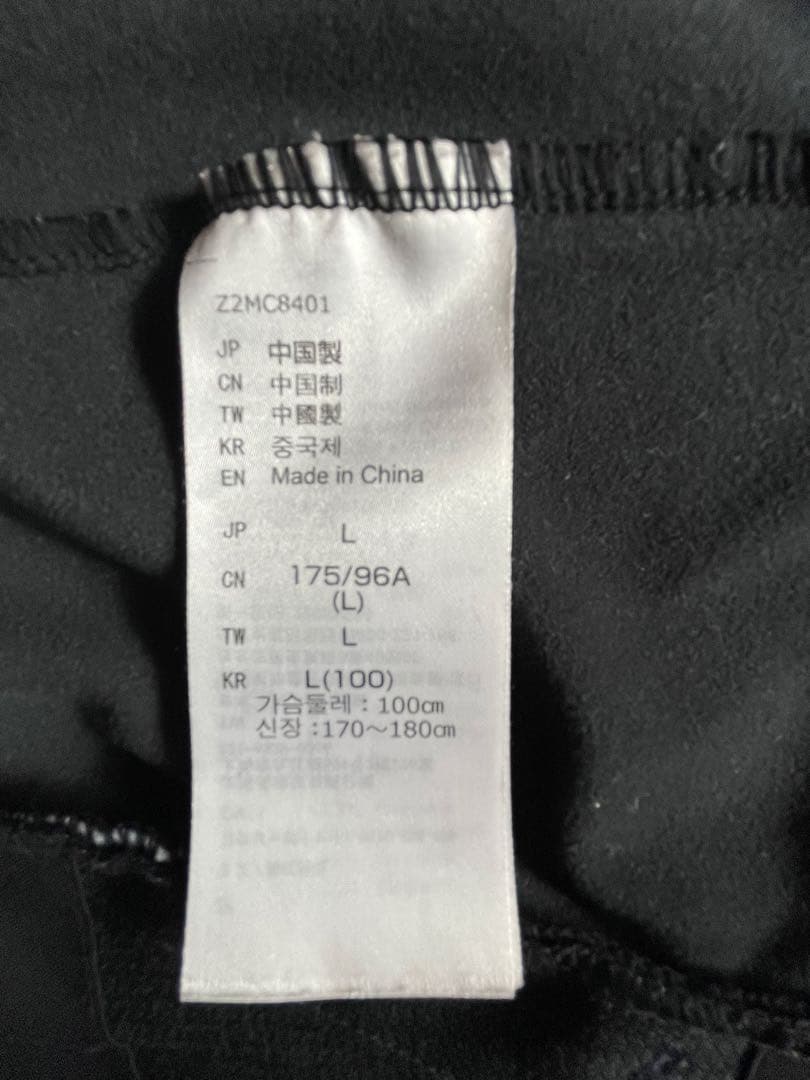 Z2MC8401
JP 中国製
CN 中国制
TW 中國製
KR 중국제
EN Made in China
JP L
CN 175/96A
(L)
TW L
KR L(100)
가슴둘레 : 100cm
신장 :170～180cm